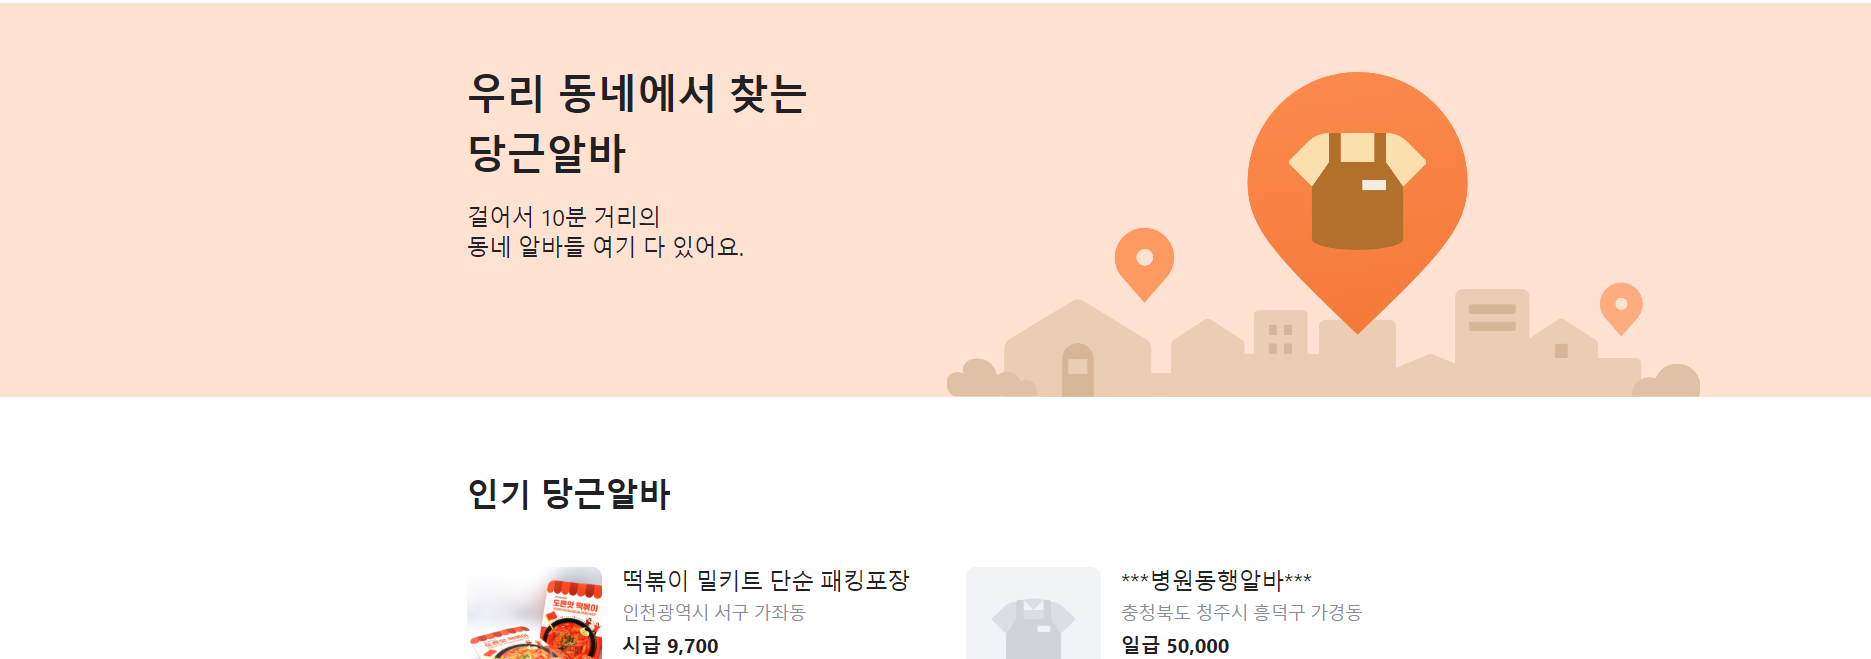 우리 동네에서 찾는
당근알바
걸어서 10분 거리의
동네 알바들 여기 다 있어요.
인기 당근알바
떡볶이 밀키트 단순 패킹포장
인천광역시 서구 가좌동
시급 9,700
***병원동행알바***
충청북도 청주시 흥덕구 가경동
일급 50,000